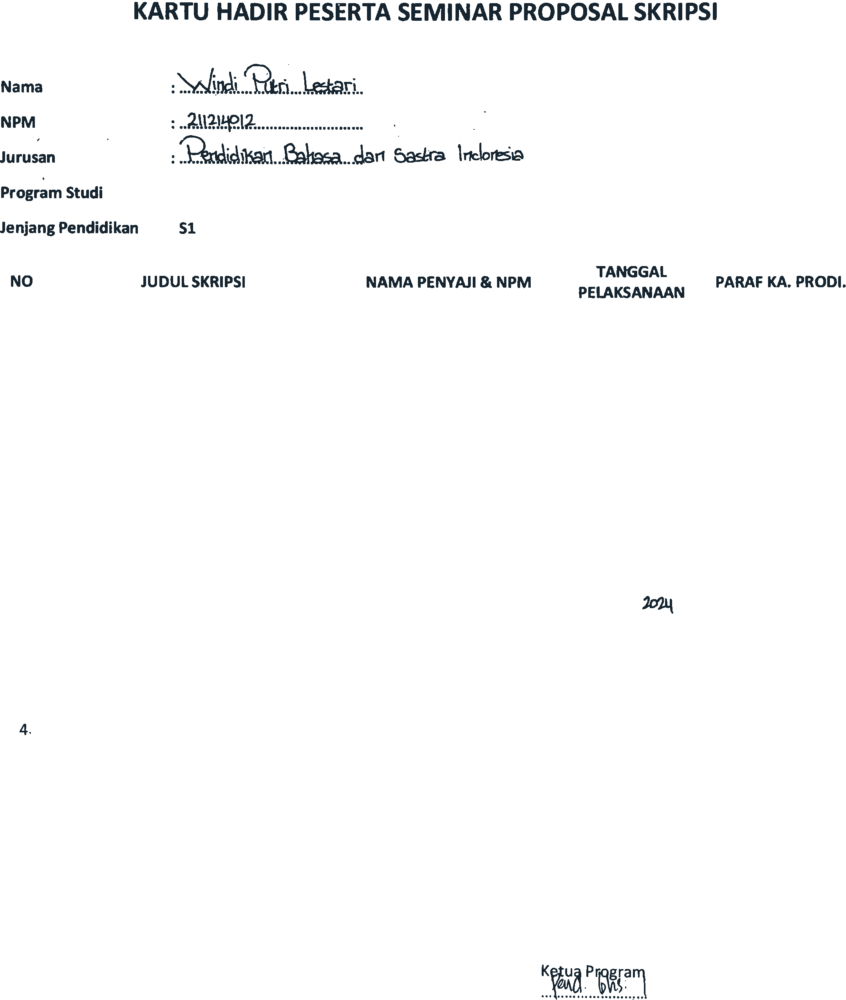 KARTU HADIR PESERTA SEMINAR PROPOSAL SKRIPSI
Nama : Windi Putri Lestari
NPM : 211214012
Jurusan : Pendidikan Bahasa dan Sastra Indonesia
Program Studi
Jenjang Pendidikan S1
NO JUDUL SKRIPSI NAMA PENYAJI & NPM TANGGAL PELAKSANAAN PARAF KA. PRODI.
2024
4.
Ketua Program
Pend. Bhs.